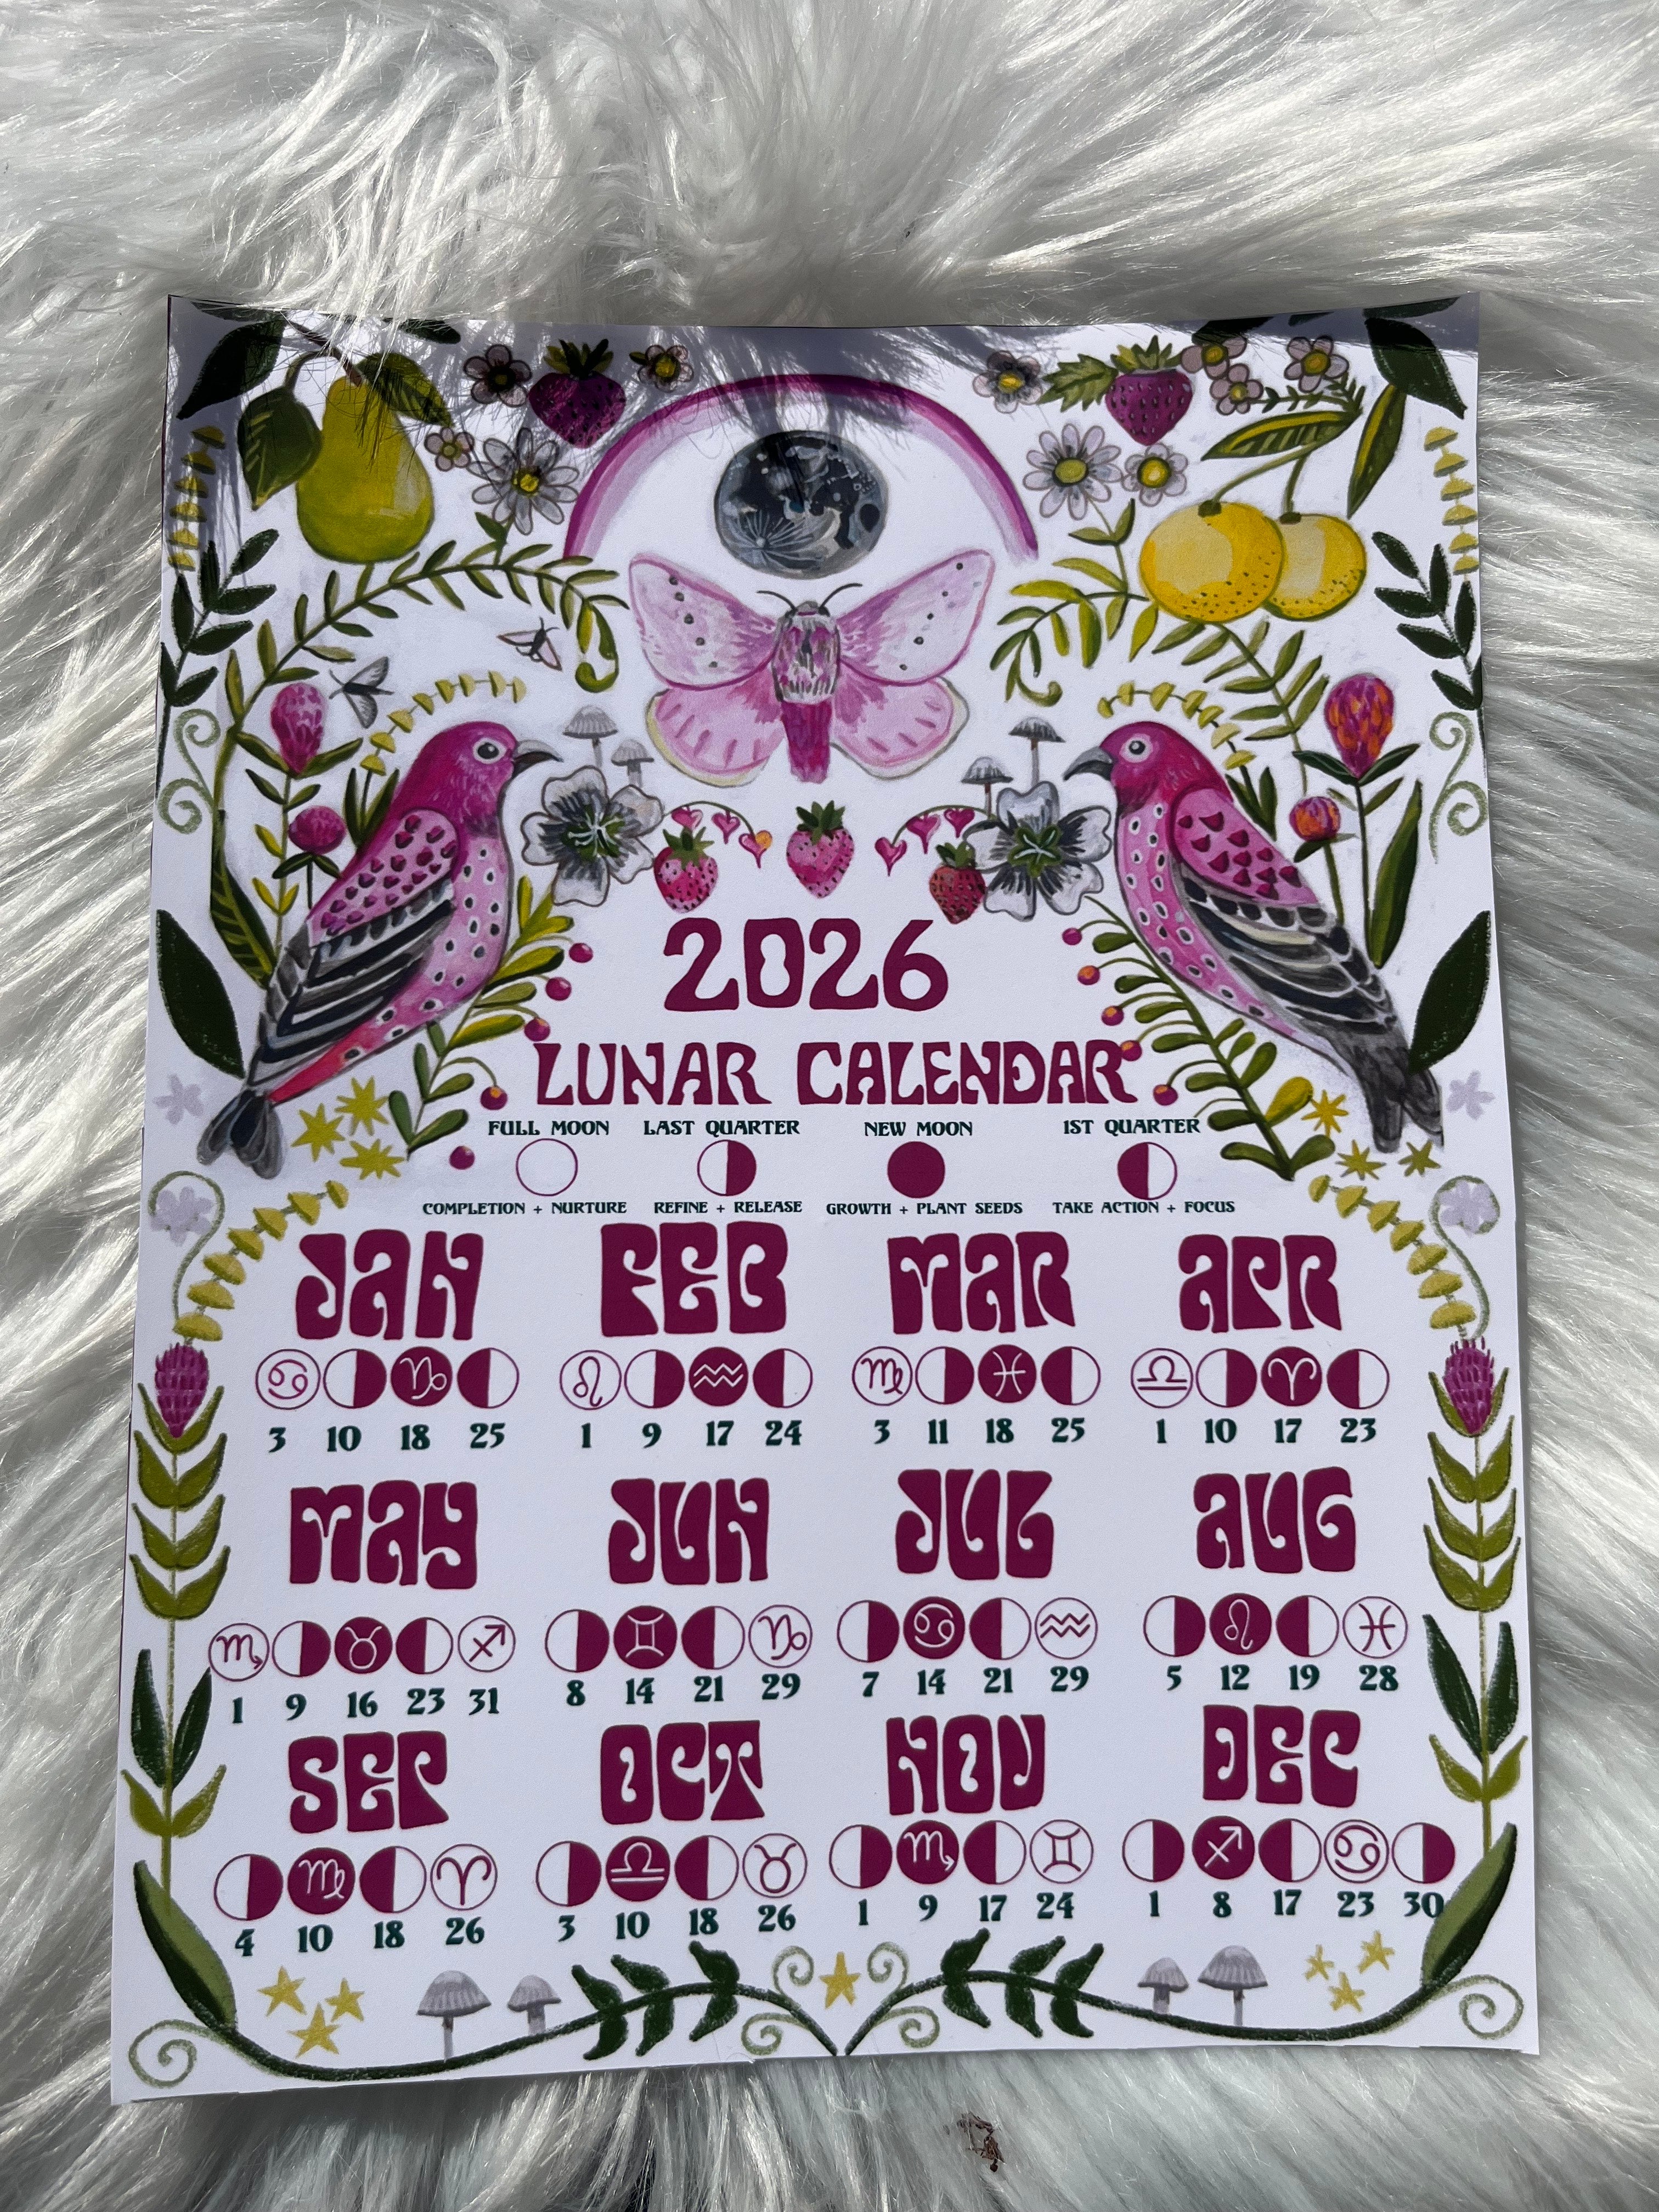 2026
LUNAR CALENDAR
FULL MOON LAST QUARTER NEW MOON 1ST QUARTER
COMPLETION + NURTURE REFINE + RELEASE GROWTH + PLANT SEEDS TAKE ACTION + FOCUS
JAN FEB MAR APR
♋ ♑ ♌ ♒ ♍ ♓ ♎ ♈
3 10 18 25 1 9 17 24 3 11 18 25 1 10 17 23
MAY JUN JUL AUG
♏ ♉ ♐ ♊ ♑ ♋ ♒ ♌ ♓
1 9 16 23 31 8 14 21 29 7 14 21 29 5 12 19 28
SEP OCT NOV DEC
♍ ♈ ♎ ♉ ♏ ♊ ♐ ♋
4 10 18 26 3 10 18 26 1 9 17 24 1 8 17 23 30